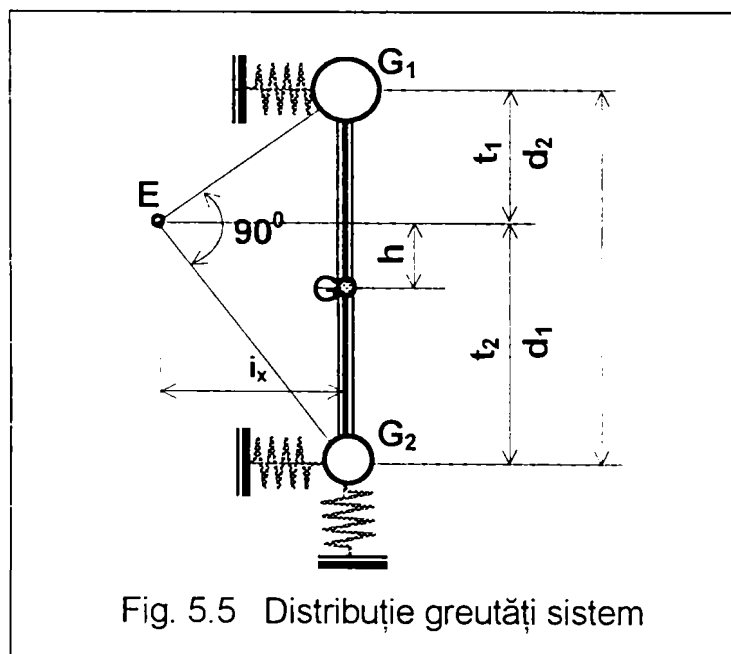 G₁
t₁
d₂
E
90⁰
h
G
t₂
d₁
iₓ
G₂
Fig. 5.5 Distribuție greutăți sistem